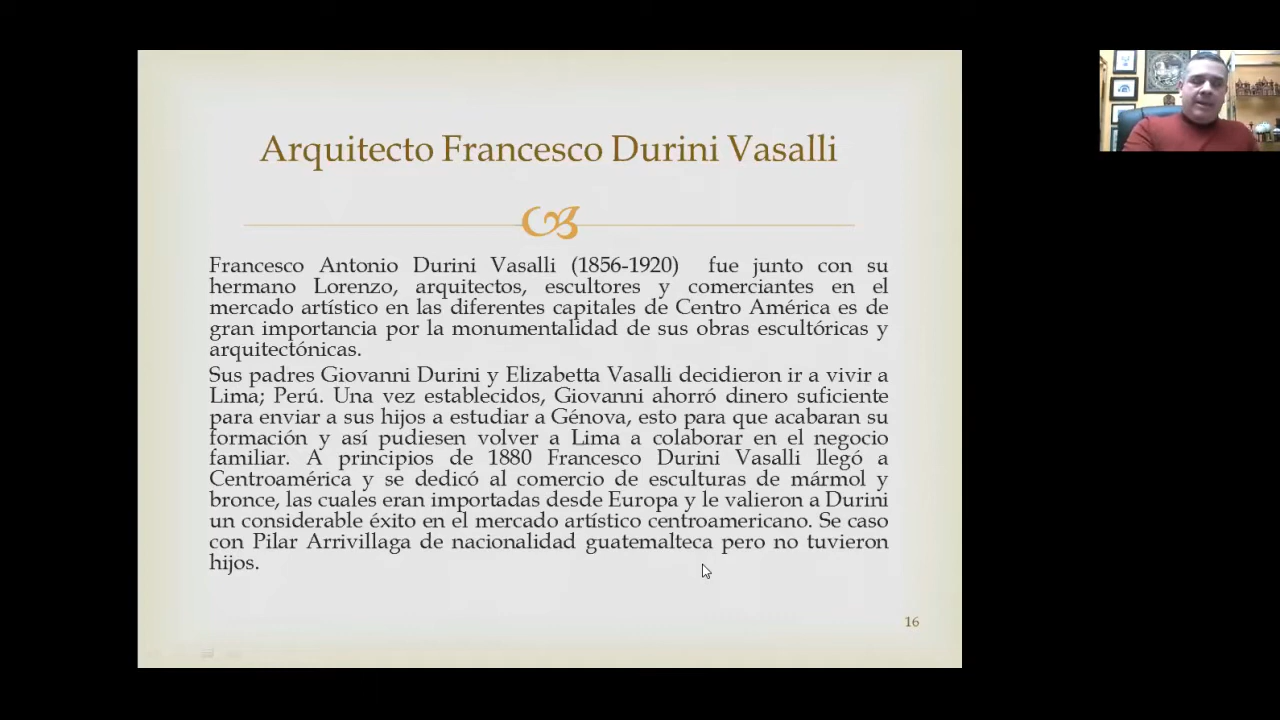 Arquitecto Francesco Durini Vasalli
Francesco Antonio Durini Vasalli (1856-1920) fue junto con su
hermano Lorenzo, arquitectos, escultores y comerciantes en el
mercado artístico en las diferentes capitales de Centro América es de
gran importancia por la monumentalidad de sus obras escultóricas y
arquitectónicas.
Sus padres Giovanni Durini y Elizabetta Vasalli decidieron ir a vivir a
Lima; Perú. Una vez establecidos, Giovanni ahorró dinero suficiente
para enviar a sus hijos a estudiar a Génova, esto para que acabaran su
formación y así pudiesen volver a Lima a colaborar en el negocio
familiar. A principios de 1880 Francesco Durini Vasalli llegó a
Centroamérica y se dedicó al comercio de esculturas de mármol y
bronce, las cuales eran importadas desde Europa y le valieron a Durini
un considerable éxito en el mercado artístico centroamericano. Se caso
con Pilar Arrivillaga de nacionalidad guatemalteca pero no tuvieron
hijos.
16